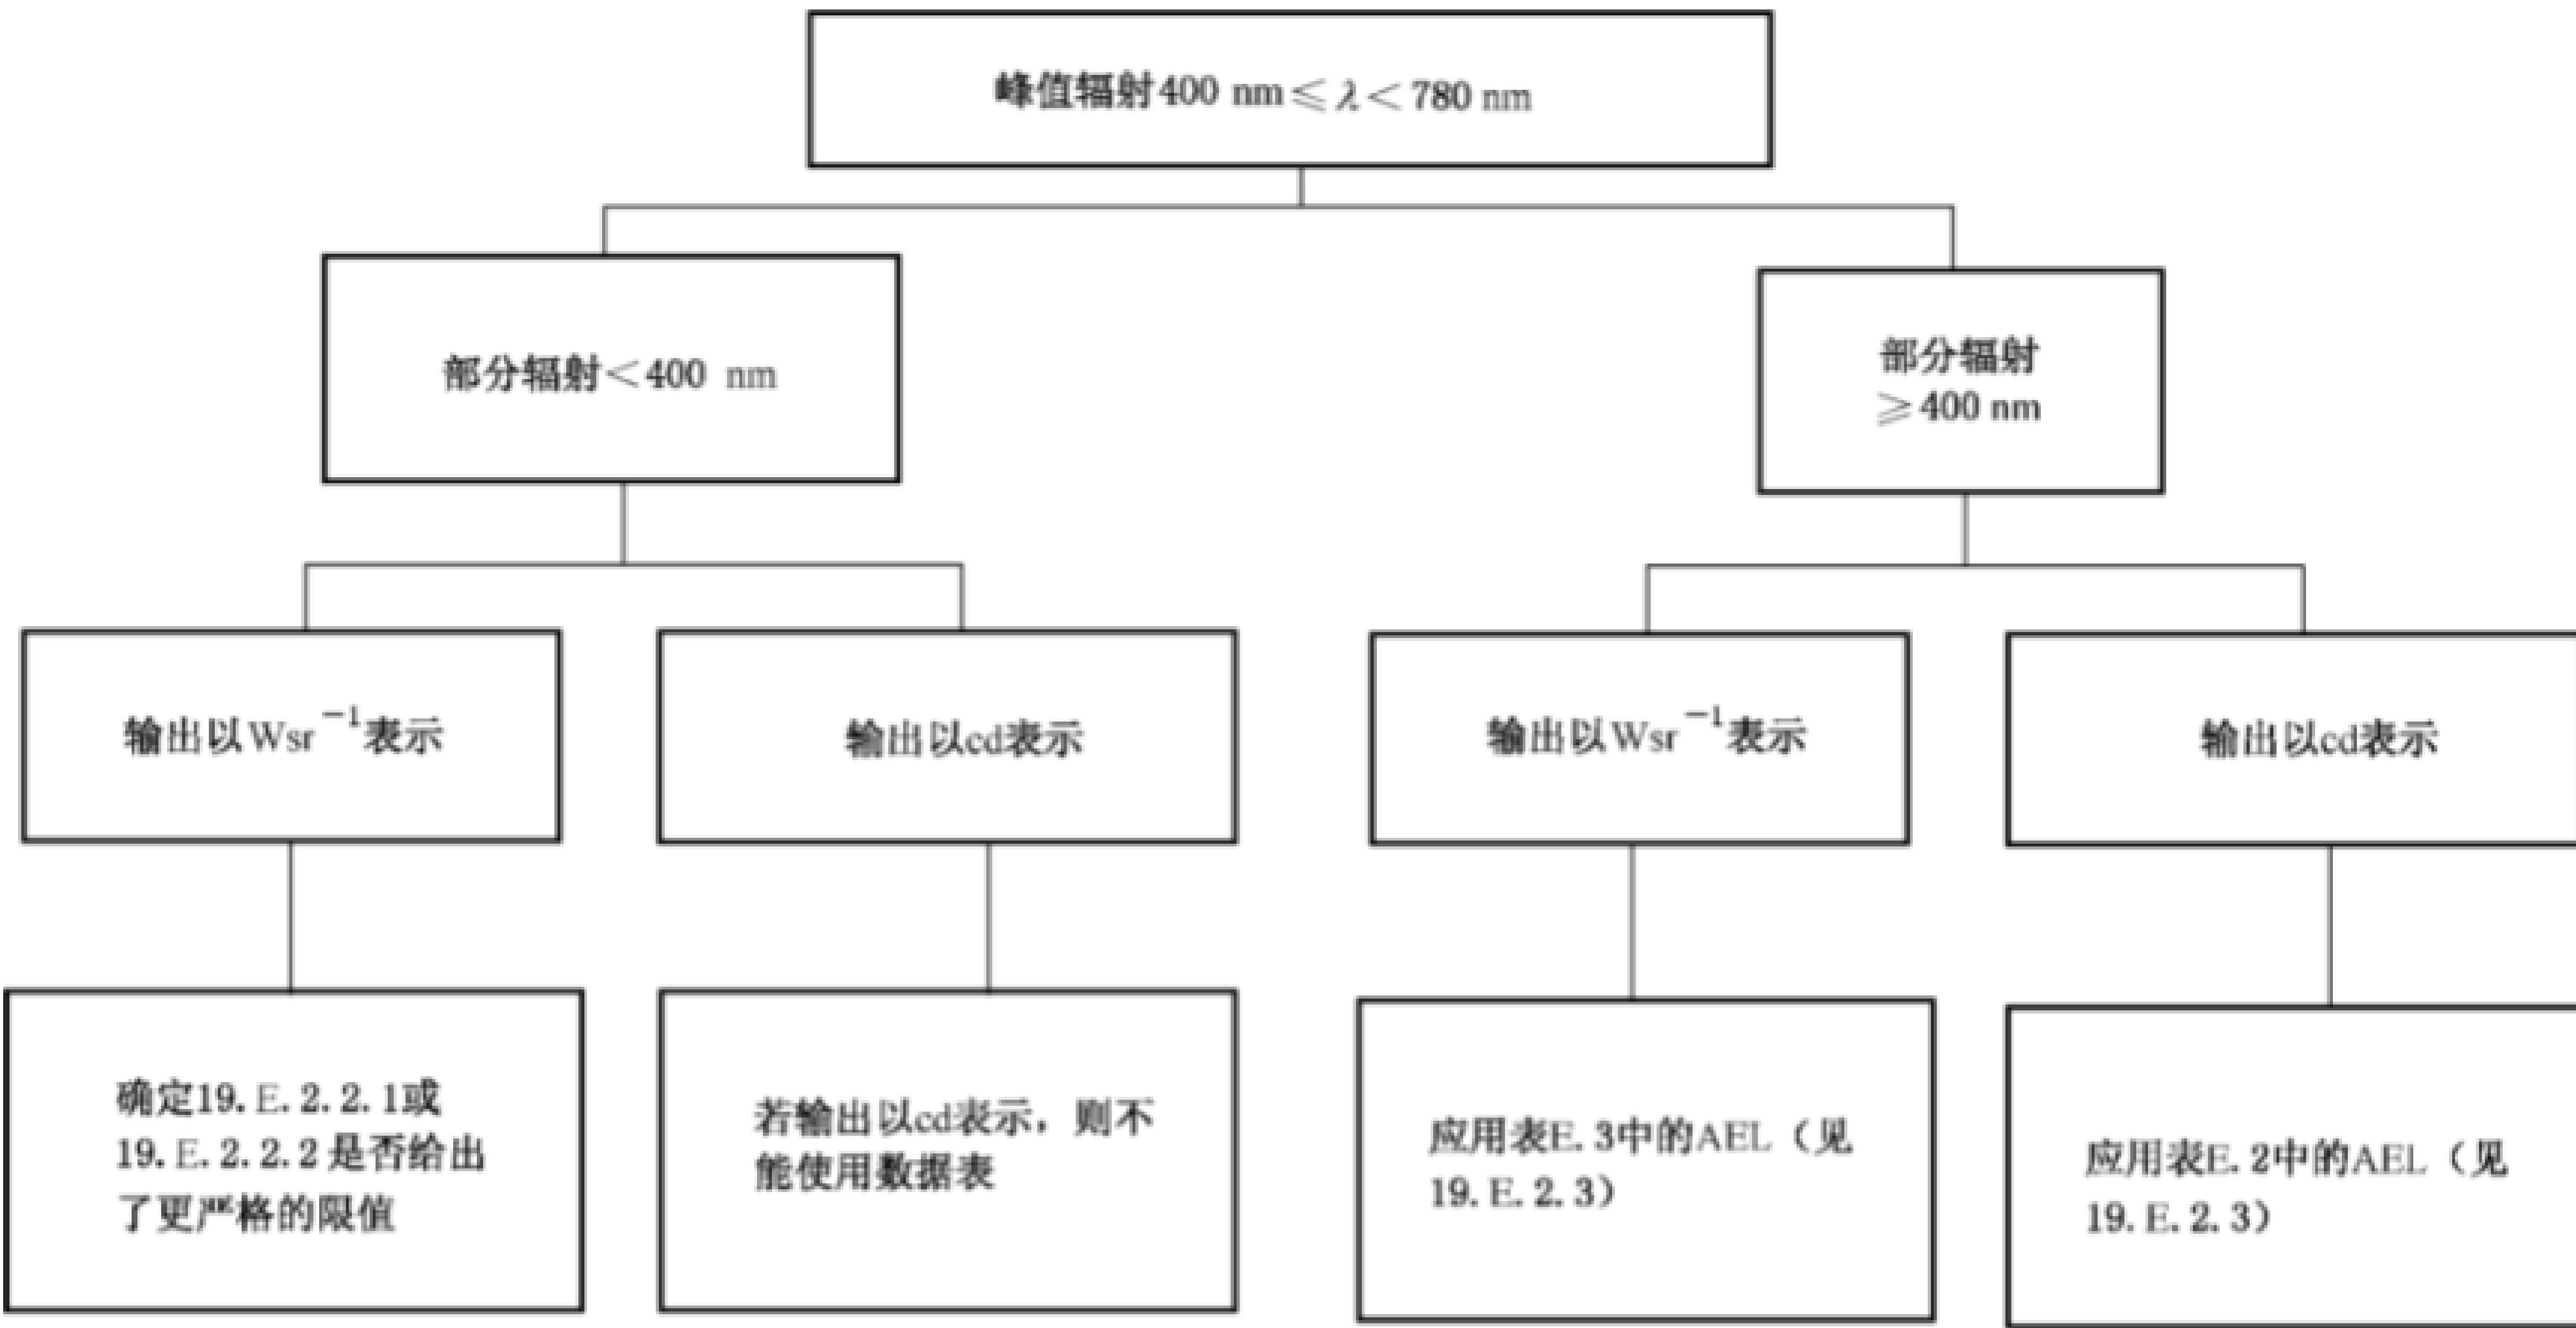 峰值辐射400 nm≤λ<780 nm
部分辐射<400 nm
部分辐射
≥400 nm
输出以Wsr⁻¹表示
输出以cd表示
输出以Wsr⁻¹表示
输出以cd表示
确定19.E.2.2.1或
19.E.2.2.2是否给出
了更严格的限值
若输出以cd表示，则不
能使用数据表
应用表E.3中的AEL（见
19.E.2.3）
应用表E.2中的AEL（见
19.E.2.3）